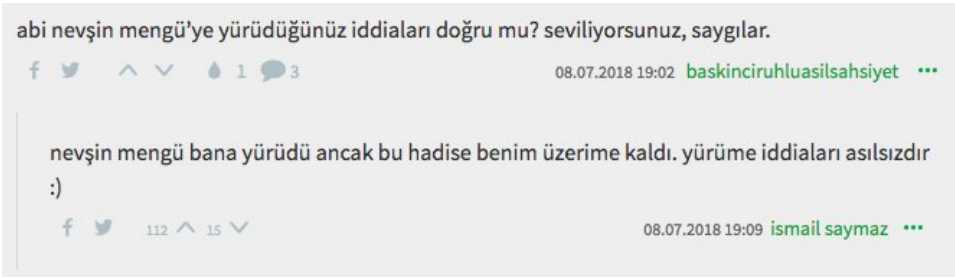 abi nevşin mengü'ye yürüdüğünüz iddiaları doğru mu? seviliyorsunuz, saygılar.
1 3 08.07.2018 19:02 baskinciruhluasilsahsiyet ...
nevşin mengü bana yürüdü ancak bu hadise benim üzerime kaldı. yürüme iddiaları asılsızdır
:)
112 15 08.07.2018 19:09 ismail saymaz ...